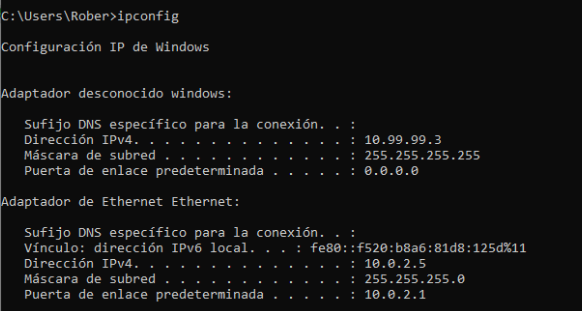 C:\Users\Rober>ipconfig
Configuración IP de Windows
Adaptador desconocido windows:
Sufijo DNS específico para la conexión. . :
Dirección IPv4. . . . . . . . . . . . . . : 10.99.99.3
Máscara de subred . . . . . . . . . . . . : 255.255.255.255
Puerta de enlace predeterminada . . . . . : 0.0.0.0
Adaptador de Ethernet Ethernet:
Sufijo DNS específico para la conexión. . :
Vínculo: dirección IPv6 local. . . : fe80::f520:b8a6:81d8:125d%11
Dirección IPv4. . . . . . . . . . . . . . : 10.0.2.5
Máscara de subred . . . . . . . . . . . . : 255.255.255.0
Puerta de enlace predeterminada . . . . . : 10.0.2.1